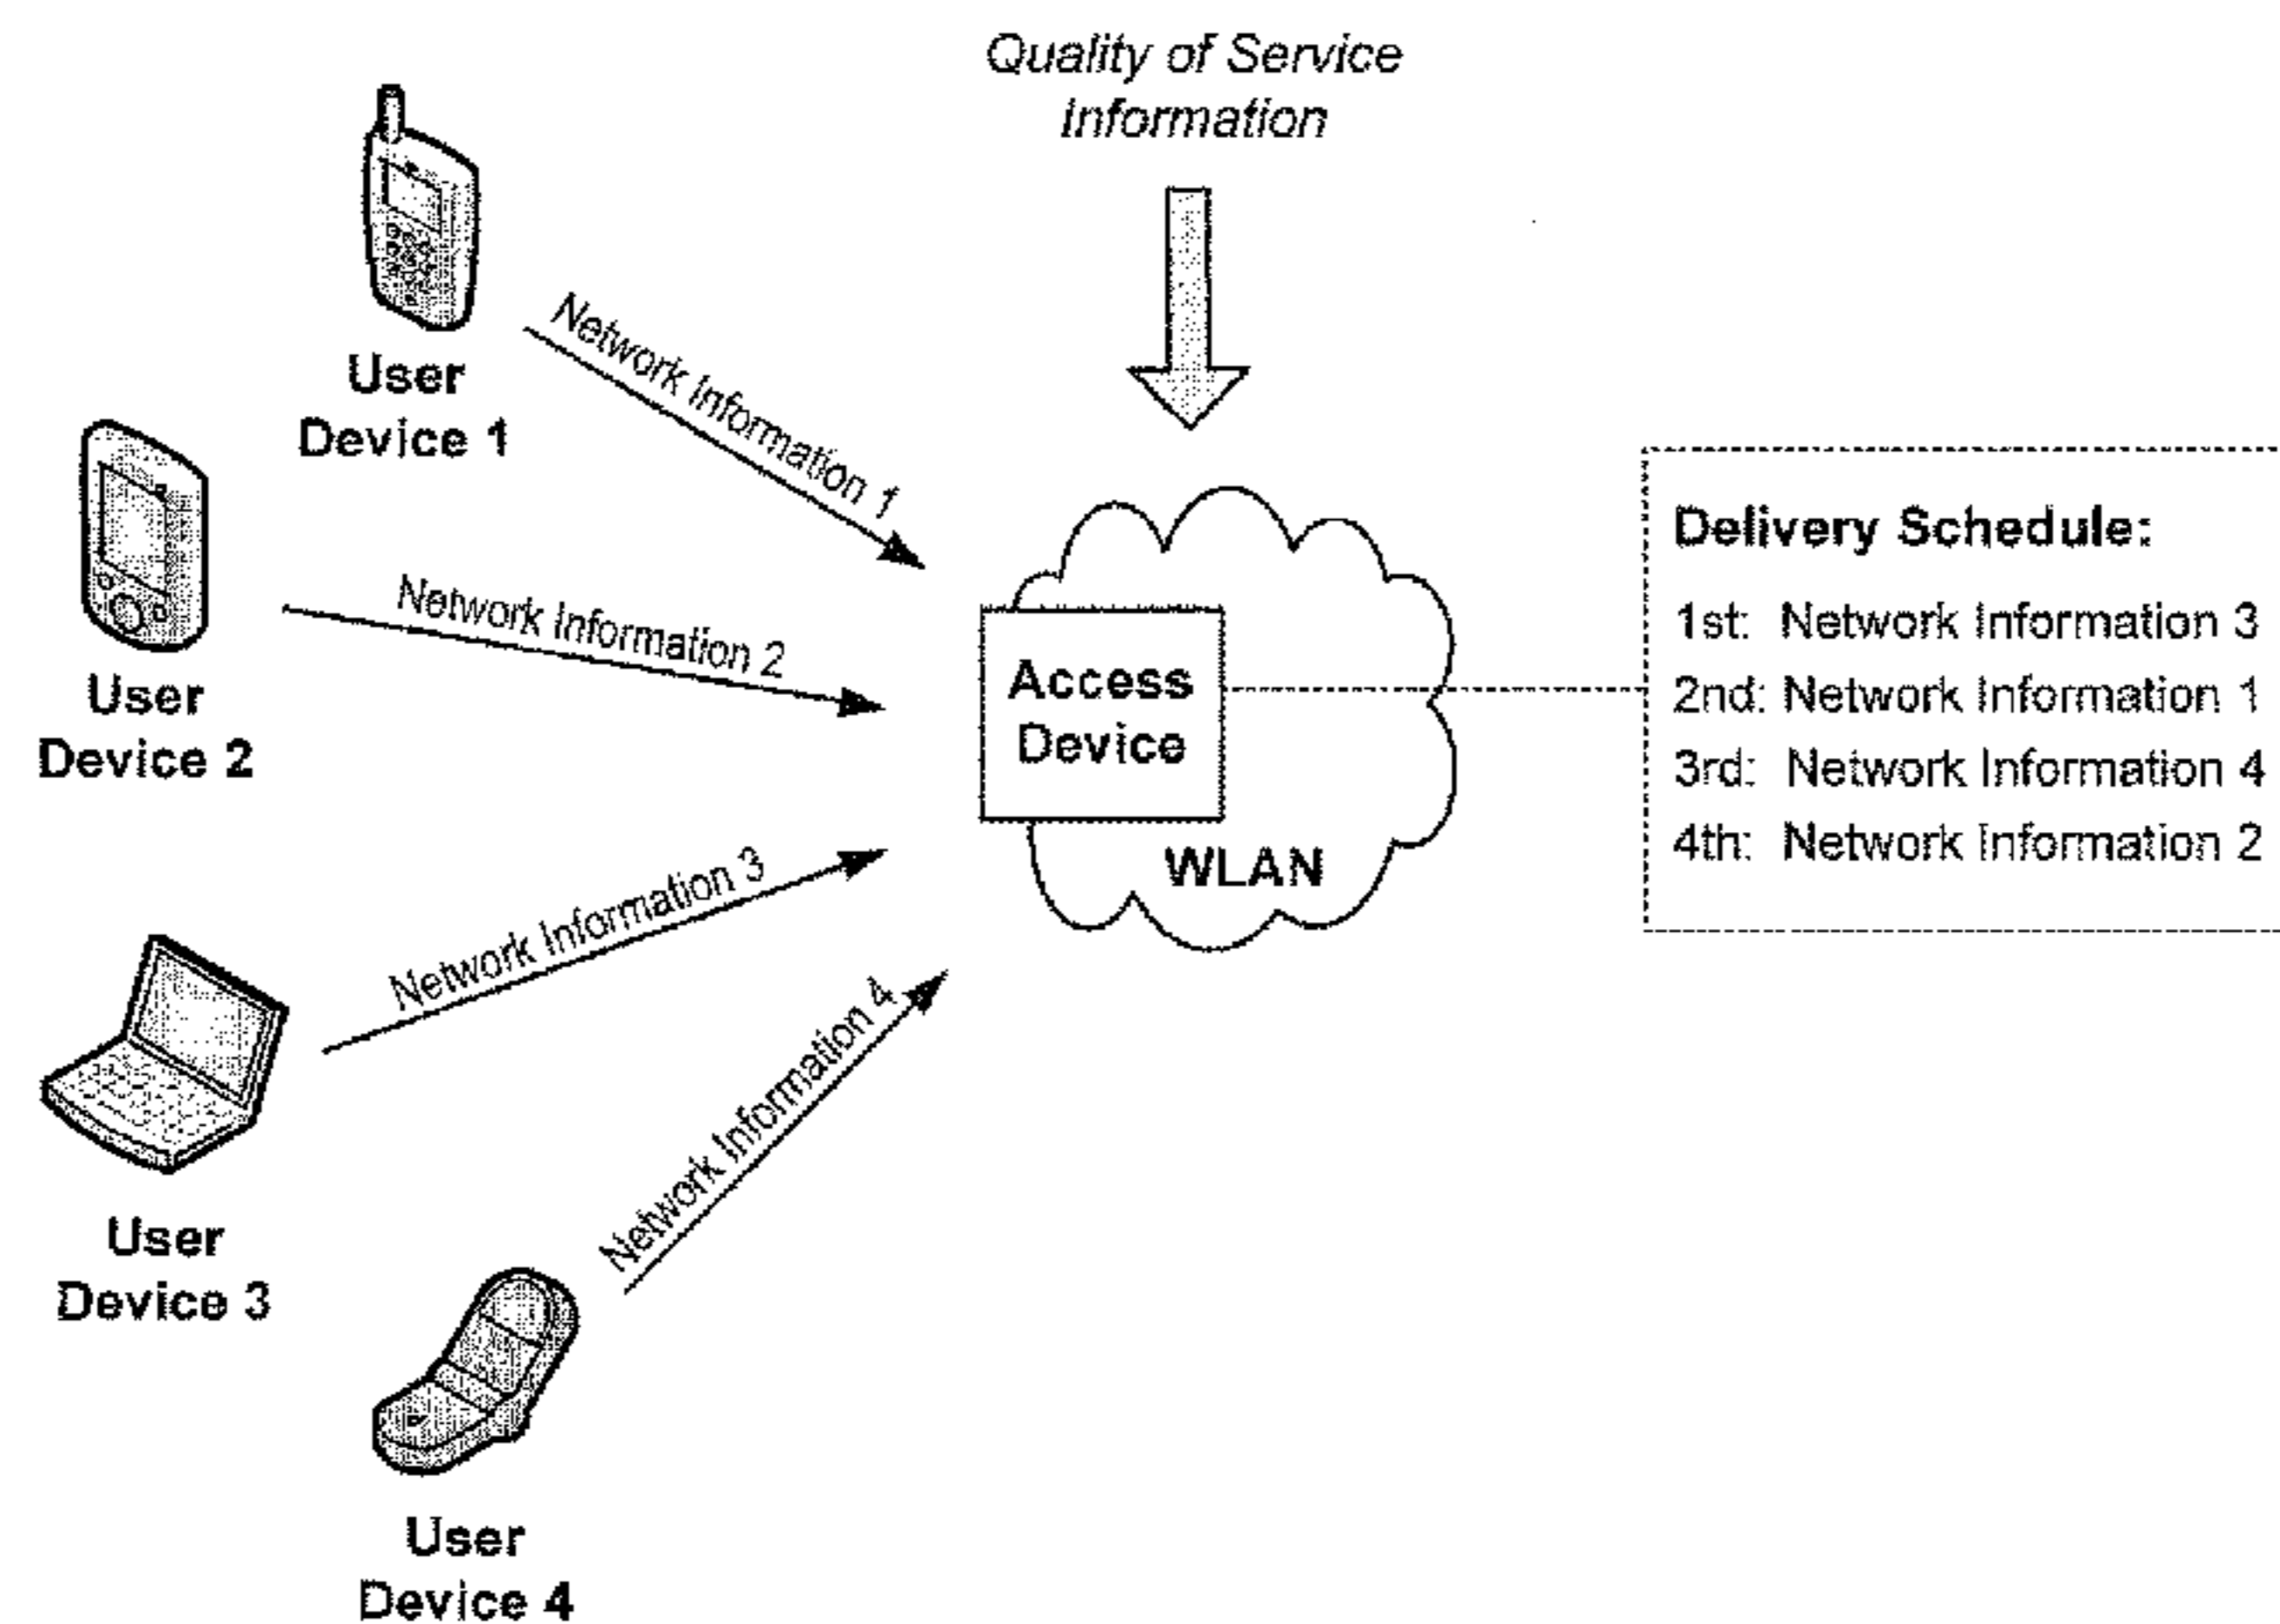 Quality of Service
Information
User
Device 1
Network Information 1
User
Device 2
Network Information 2
User
Device 3
Network Information 3
User
Device 4
Network Information 4
Access
Device
WLAN
Delivery Schedule:
1st: Network Information 3
2nd: Network Information 1
3rd: Network Information 4
4th: Network Information 2